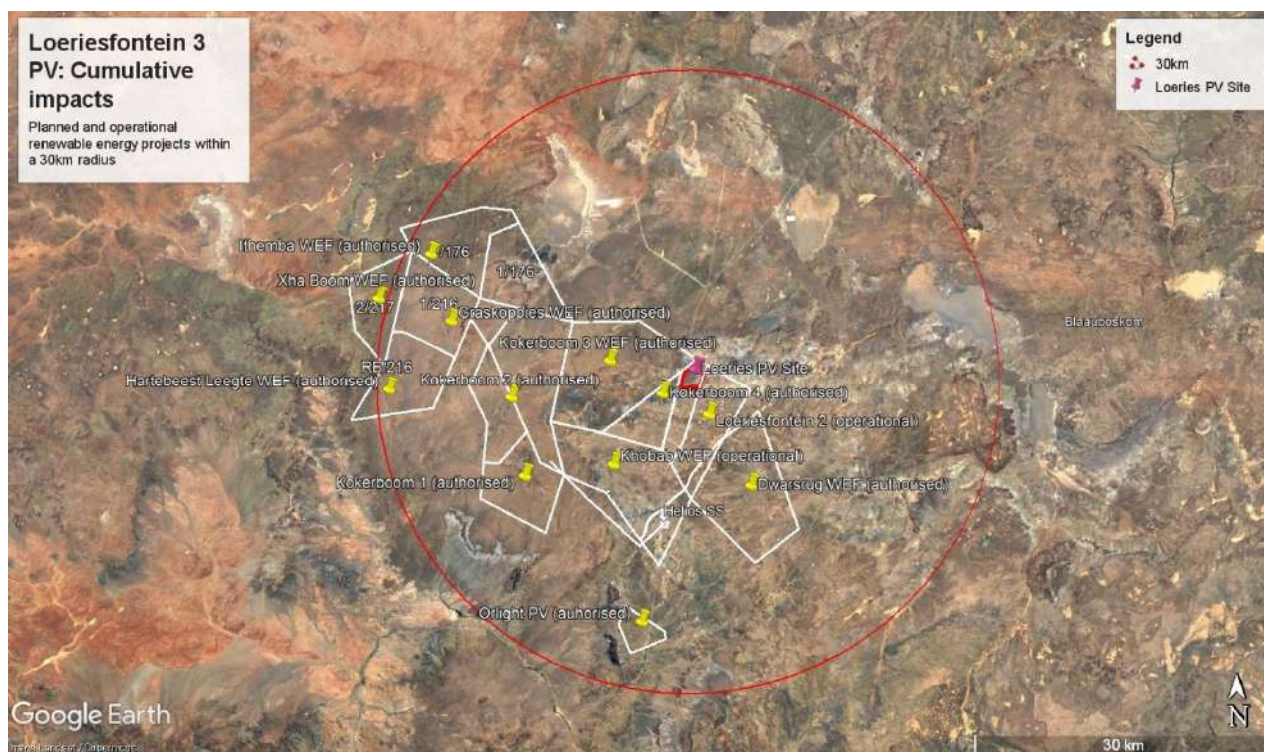 Loeriesfontein 3
PV: Cumulative
impacts
Planned and operational
renewable energy projects within
a 30km radius
Legend
30km
Loeries PV Site
Ithemba WEF (authorised)
1/176
Xha Boom WEF (authorised)
2/217
1/216
Graskoppies WEF (authorised)
Kokerboom 3 WEF (authorised)
Blaauboskom
RE/216
Loeries PV Site
Hartebeest Leegte WEF (authorised)
Kokerboom 2 (authorised)
Kokerboom 4 (authorised)
Loeriesfontein 2 (operational)
Khobab WEF (operational)
Kokerboom 1 (authorised)
Dwarsrug WEF (authorised)
Helios SS
Orlight PV (auhorised)
Google Earth
Image Landsat / Copernicus
30 km
N